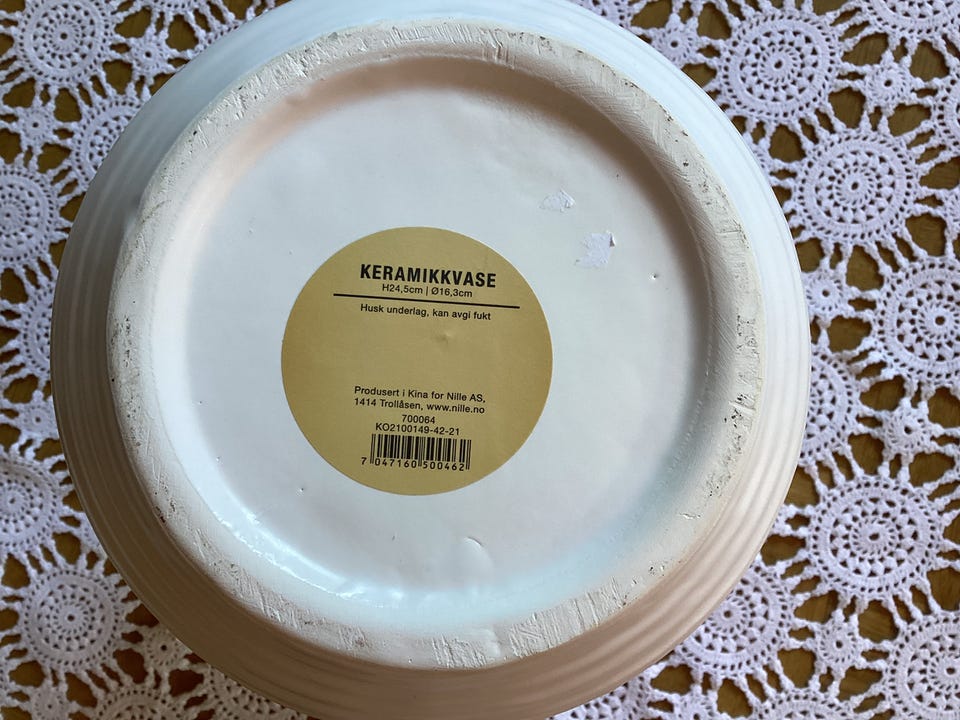 KERAMIKKVASE
H24,5cm | Ø16,3cm
Husk underlag, kan avgi fukt
Produsert i Kina for Nille AS,
1414 Trollåsen, www.nille.no
700064
KO2100149-42-21
7 047160 500462